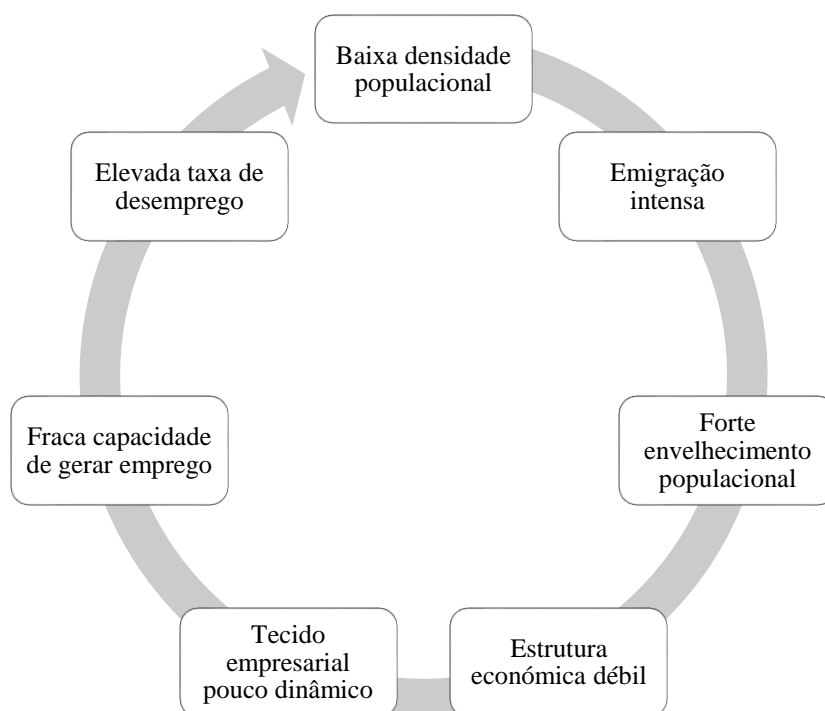 Baixa densidade
populacional
Emigração
intensa
Forte
envelhecimento
populacional
Estrutura
económica débil
Tecido
empresarial
pouco dinâmico
Fraca capacidade
de gerar emprego
Elevada taxa de
desemprego